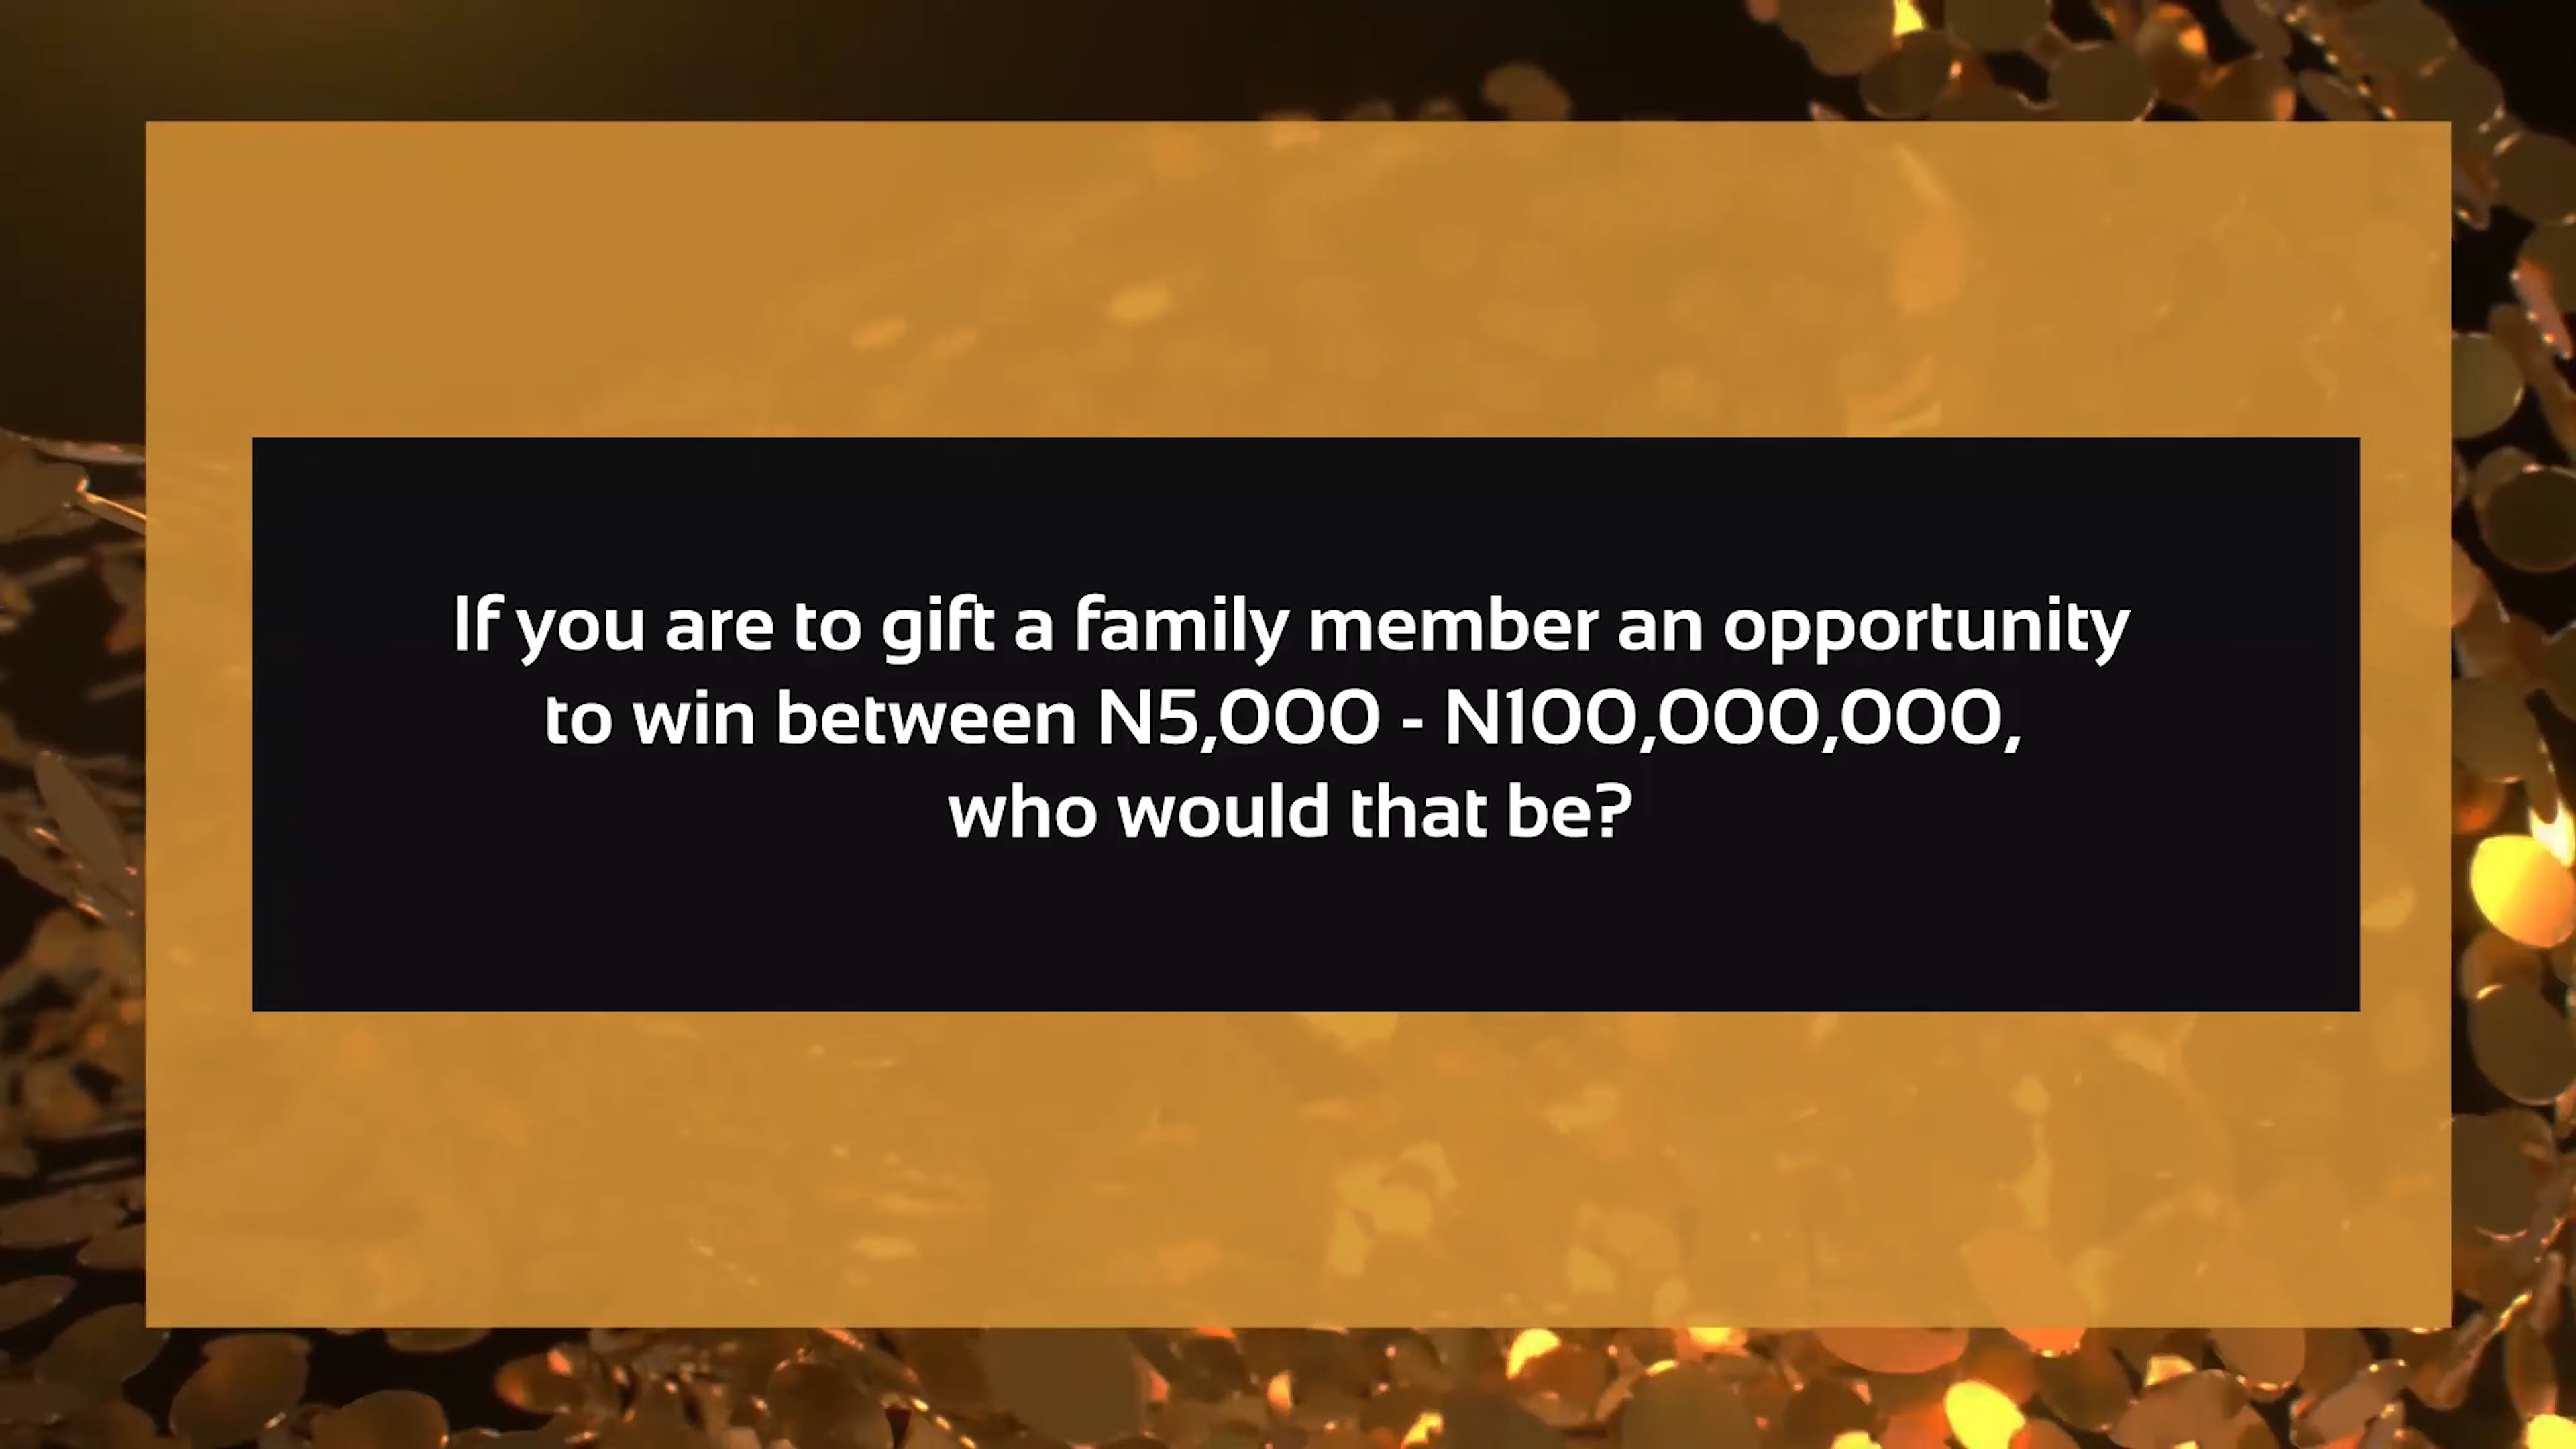 If you are to gift a family member an opportunity
to win between N5,000 - N100,000,000,
who would that be?